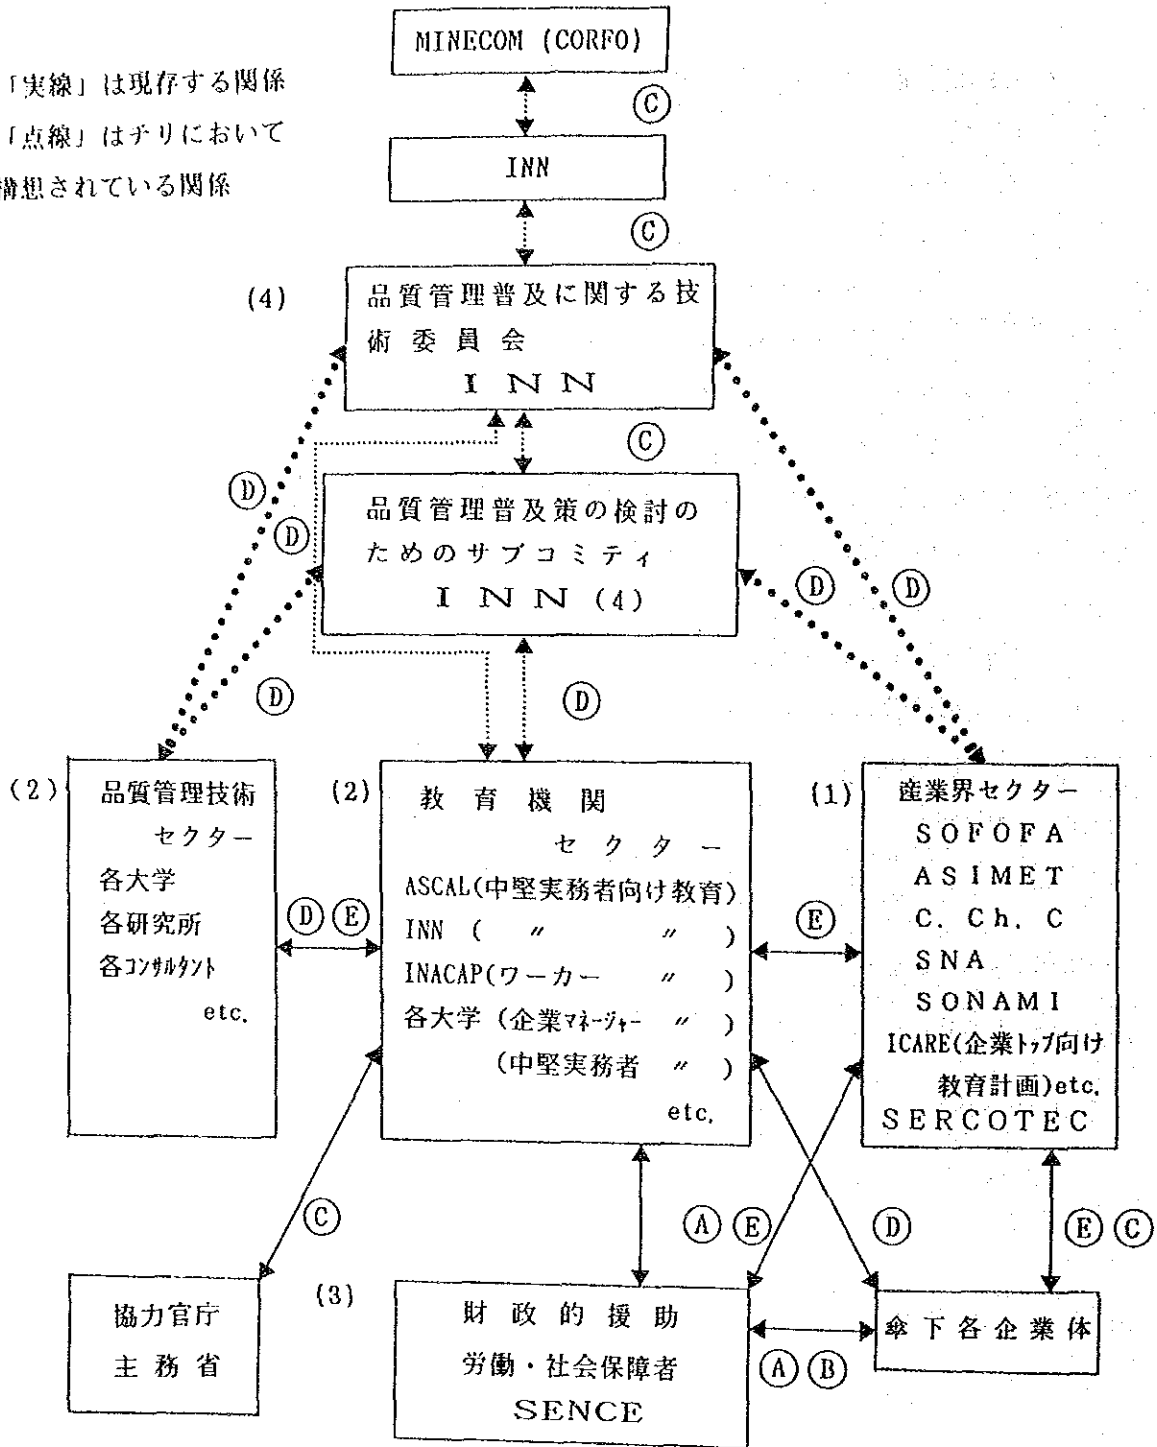 MINECOM (CORFO)
「実線」は現存する関係
「点線」はチリにおいて
構想されている関係
Ⓒ
INN
Ⓒ
(4)
品質管理普及に関する技
術委員会
INN
Ⓒ
Ⓓ
Ⓓ
品質管理普及策の検討の
ためのサブコミティ
INN (4)
Ⓓ
Ⓓ
Ⓓ
Ⓓ
(2)
品質管理技術
セクター
各大学
各研究所
各コンサルタント
etc.
Ⓓ Ⓔ
(2)
教育機関
セクター
ASCAL(中堅実務者向け教育)
INN ( 〃 〃 )
INACAP(ワーカー 〃 )
各大学 (企業マネージャー 〃 )
(中堅実務者 〃 )
etc.
Ⓔ
(1)
産業界セクター
SOFOFA
ASIMET
C. Ch. C
SNA
SONAMI
ICARE(企業トップ向け
教育計画)etc.
SERCOTEC
Ⓒ
Ⓐ Ⓔ
Ⓓ
Ⓔ Ⓒ
協力官庁
主務省
(3)
財政的援助
労働・社会保障者
SENCE
Ⓐ Ⓑ
傘下各企業体